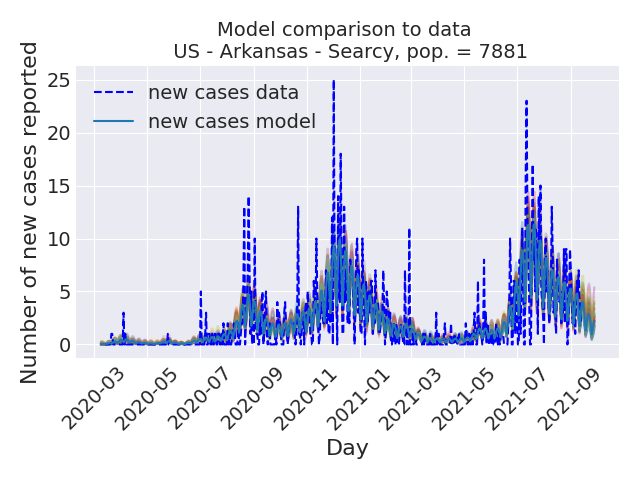 Model comparison to data
US - Arkansas - Searcy, pop. = 7881
Number of new cases reported
25
20
15
10
5
0
new cases data
new cases model
2020-03
2020-05
2020-07
2020-09
2020-11
2021-01
2021-03
2021-05
2021-07
2021-09
Day